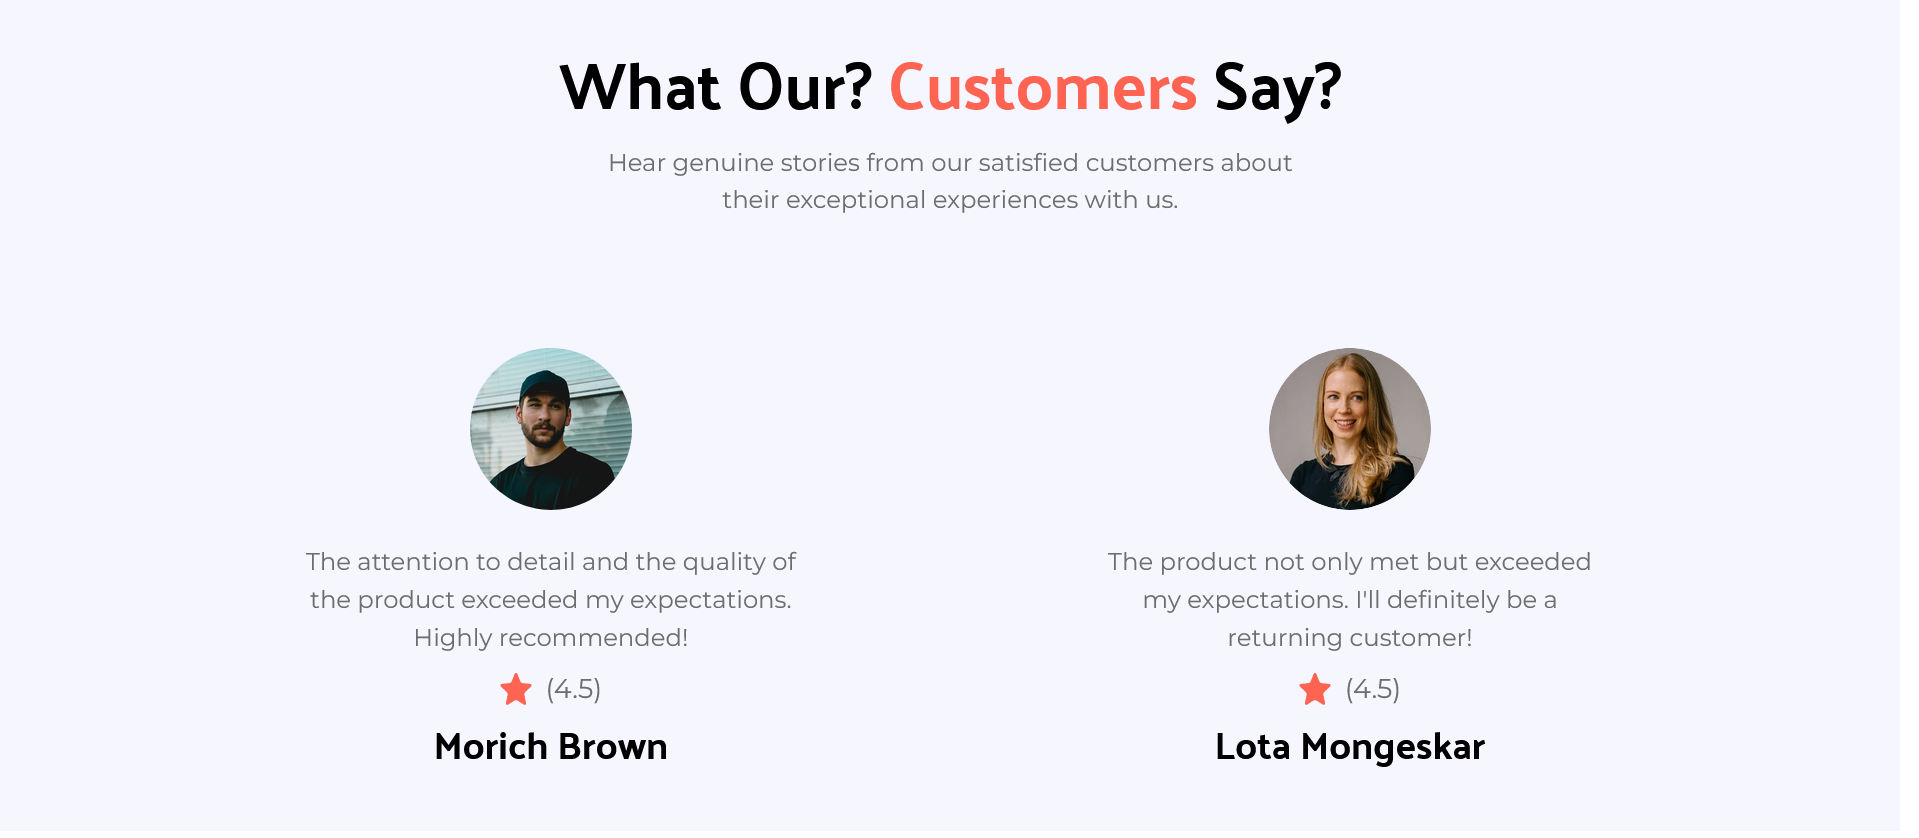 What Our? Customers Say?
Hear genuine stories from our satisfied customers about
their exceptional experiences with us.
The attention to detail and the quality of
the product exceeded my expectations.
Highly recommended!
(4.5)
Morich Brown
The product not only met but exceeded
my expectations. I'll definitely be a
returning customer!
(4.5)
Lota Mongeskar